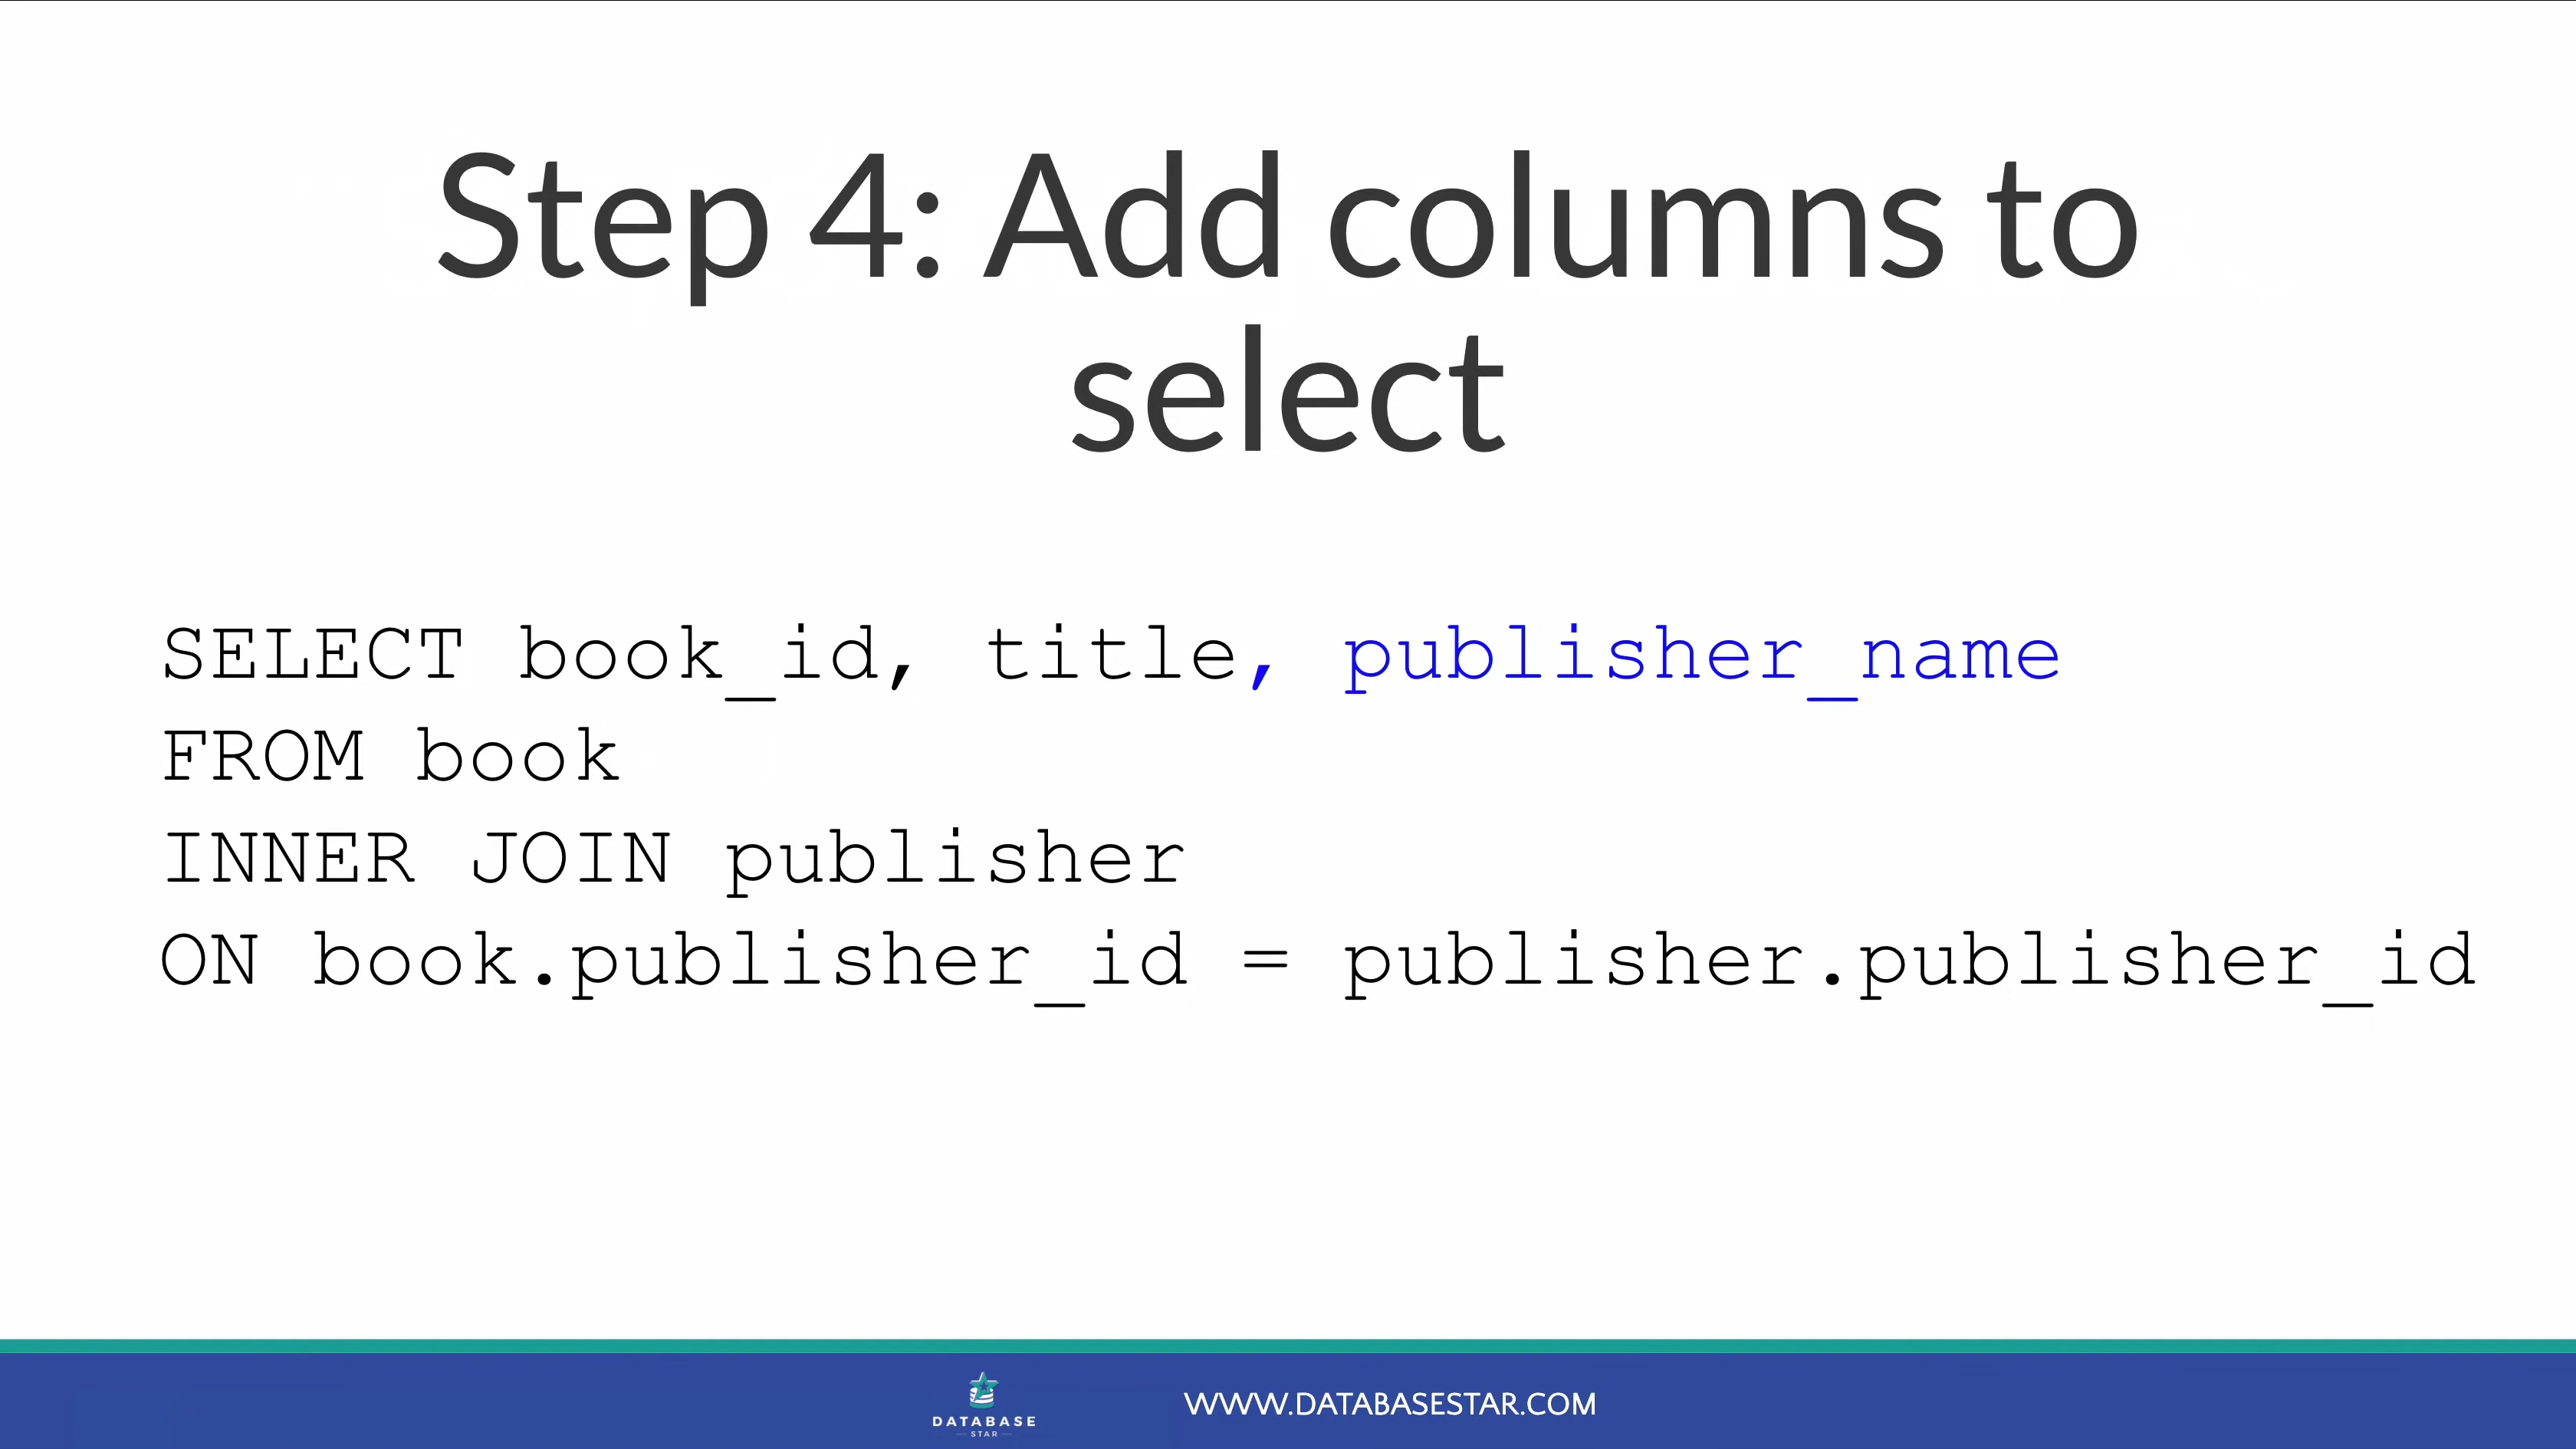 Step 4: Add columns to
select
SELECT book_id, title, publisher_name
FROM book
INNER JOIN publisher
ON book.publisher_id = publisher.publisher_id
DATABASE
STAR
WWW.DATABASESTAR.COM